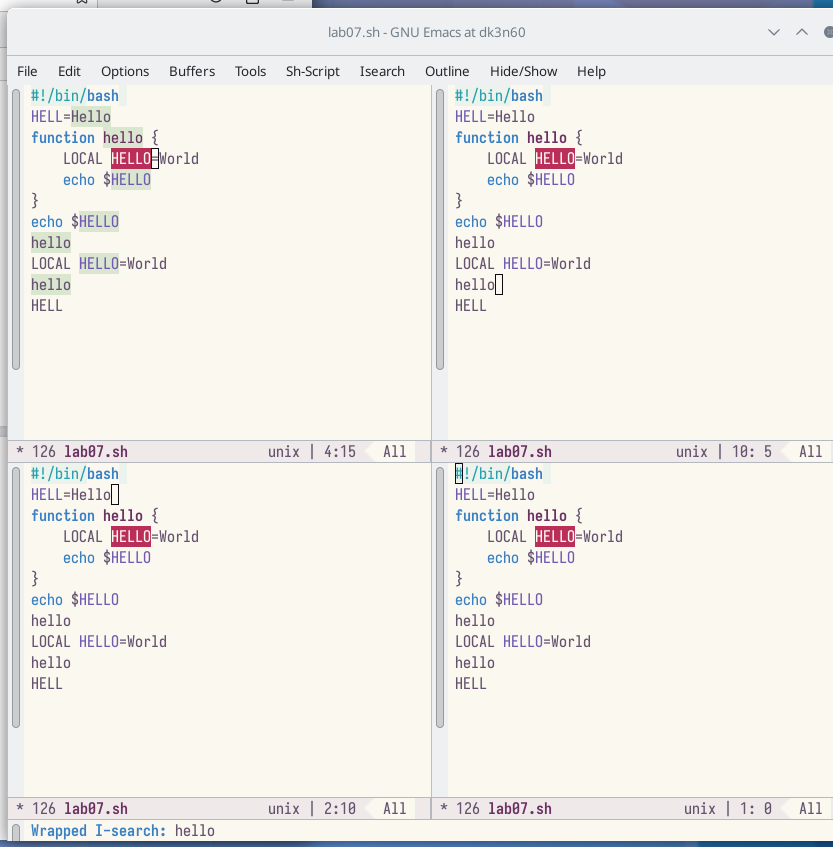 lab07.sh - GNU Emacs at dk3n60
File Edit Options Buffers Tools Sh-Script Isearch Outline Hide/Show Help
#!/bin/bash
HELL=Hello
function hello {
    LOCAL HELLO=World
    echo $HELLO
}
echo $HELLO
hello
LOCAL HELLO=World
hello
HELL
* 126 lab07.sh unix | 4:15 All
#!/bin/bash
HELL=Hello
function hello {
    LOCAL HELLO=World
    echo $HELLO
}
echo $HELLO
hello
LOCAL HELLO=World
hello
HELL
* 126 lab07.sh unix | 10: 5 All
#!/bin/bash
HELL=Hello
function hello {
    LOCAL HELLO=World
    echo $HELLO
}
echo $HELLO
hello
LOCAL HELLO=World
hello
HELL
* 126 lab07.sh unix | 2:10 All
#!/bin/bash
HELL=Hello
function hello {
    LOCAL HELLO=World
    echo $HELLO
}
echo $HELLO
hello
LOCAL HELLO=World
hello
HELL
* 126 lab07.sh unix | 1: 0 All
Wrapped I-search: hello